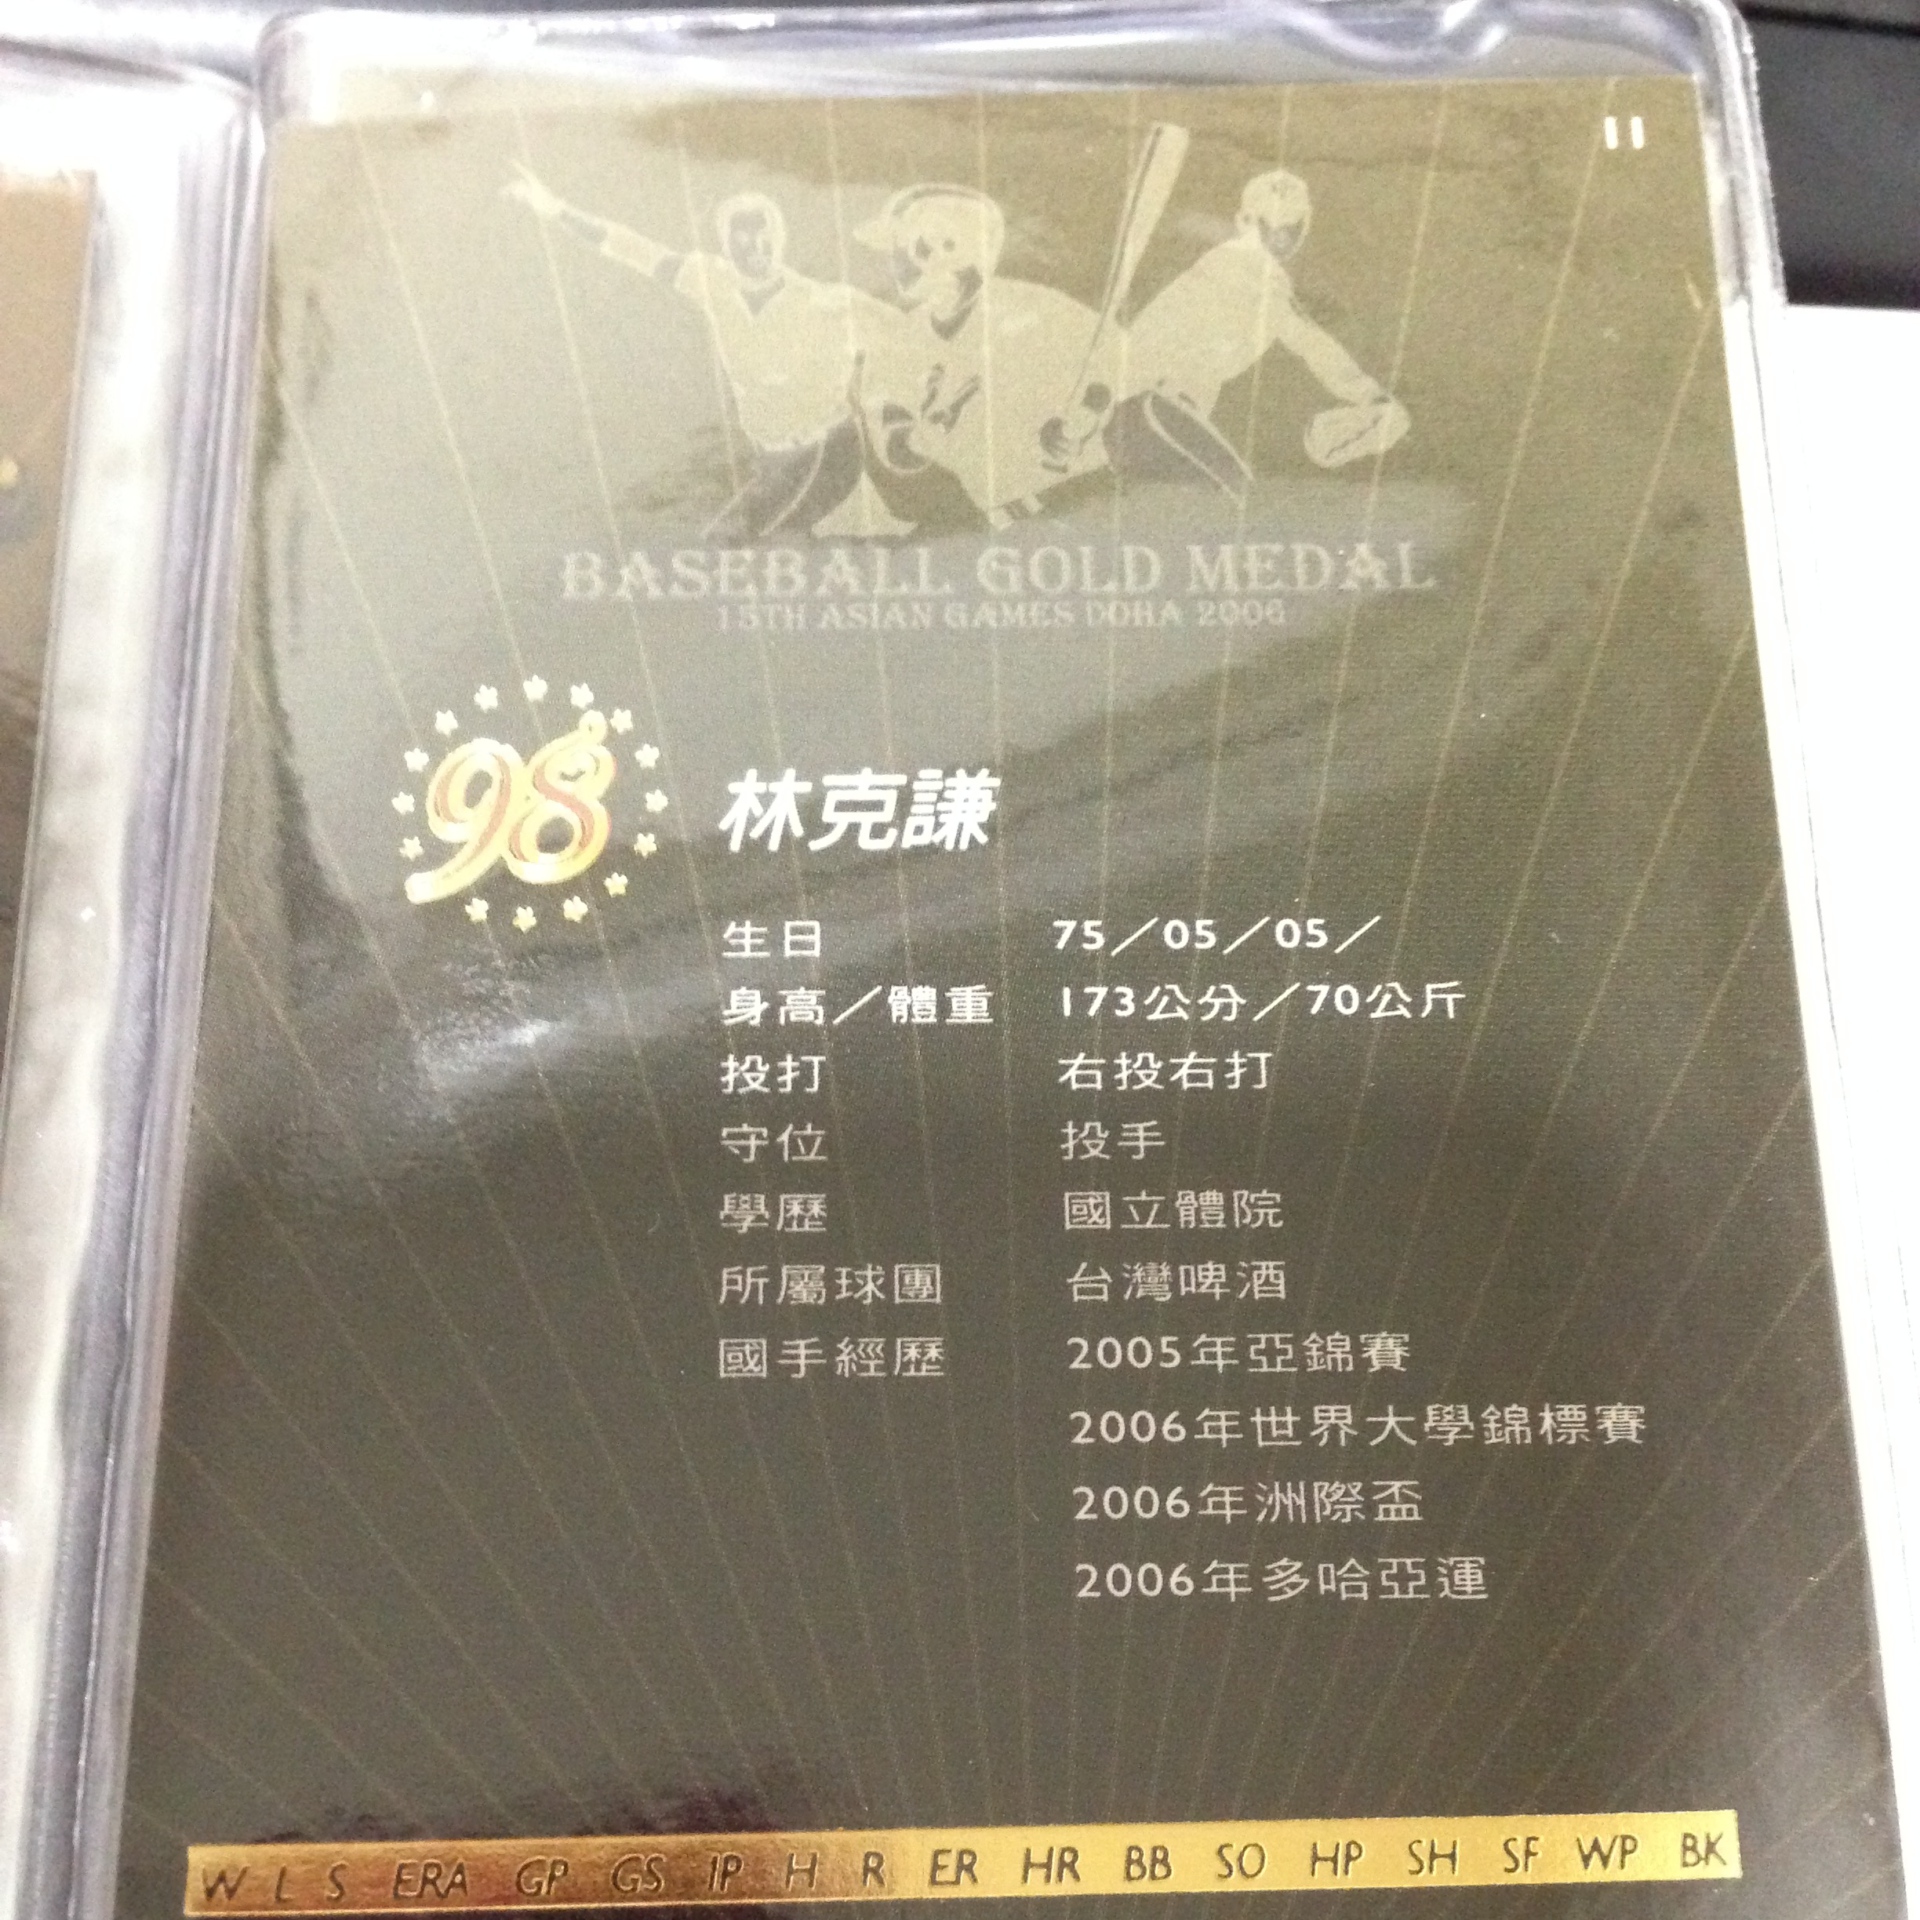 11
BASEBALL GOLD MEDAL
15TH ASIAN GAMES DOHA 2006
98 林克謙
生日 75／05／05／
身高／體重 173公分／70公斤
投打 右投右打
守位 投手
學歷 國立體院
所屬球團 台灣啤酒
國手經歷 2005年亞錦賽
2006年世界大學錦標賽
2006年洲際盃
2006年多哈亞運
W L S ERA GP GS IP H R ER HR BB SO HP SH SF WP BK